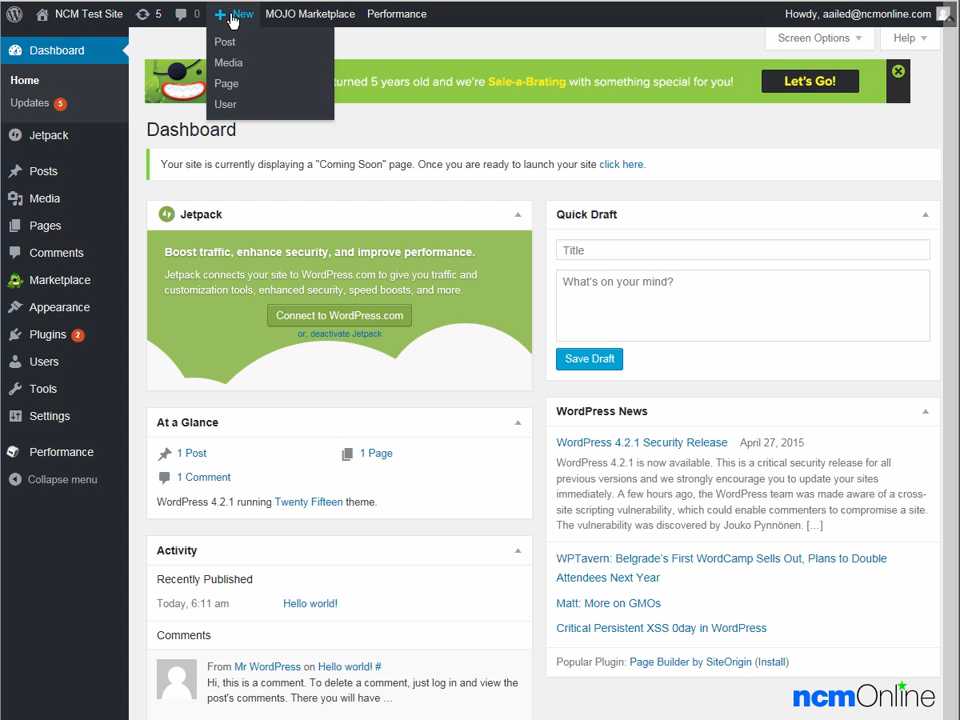 NCM Test Site 5 0 New MOJO Marketplace Performance Howdy, aailed@ncmonline.com
Post
Media
Page
User
Screen Options Help
turned 5 years old and we're Sale-a-Brating with something special for you! Let's Go!
Dashboard
Home
Updates 5
Jetpack
Posts
Media
Pages
Comments
Marketplace
Appearance
Plugins 2
Users
Tools
Settings
Performance
Collapse menu
Dashboard
Your site is currently displaying a "Coming Soon" page. Once you are ready to launch your site click here.
Jetpack
Boost traffic, enhance security, and improve performance.
Jetpack connects your site to WordPress.com to give you traffic and
customization tools, enhanced security, speed boosts, and more.
Connect to WordPress.com
or, deactivate Jetpack
At a Glance
1 Post 1 Page
1 Comment
WordPress 4.2.1 running Twenty Fifteen theme.
Activity
Recently Published
Today, 6:11 am Hello world!
Comments
From Mr WordPress on Hello world! #
Hi, this is a comment. To delete a comment, just log in and view the
post's comments. There you will have ...
Quick Draft
Title
What's on your mind?
Save Draft
WordPress News
WordPress 4.2.1 Security Release April 27, 2015
WordPress 4.2.1 is now available. This is a critical security release for all
previous versions and we strongly encourage you to update your sites
immediately. A few hours ago, the WordPress team was made aware of a cross-
site scripting vulnerability, which could enable commenters to compromise a site.
The vulnerability was discovered by Jouko Pynnönen. […]
WPTavern: Belgrade's First WordCamp Sells Out, Plans to Double
Attendees Next Year
Matt: More on GMOs
Critical Persistent XSS 0day in WordPress
Popular Plugin: Page Builder by SiteOrigin (Install)
ncmOnline